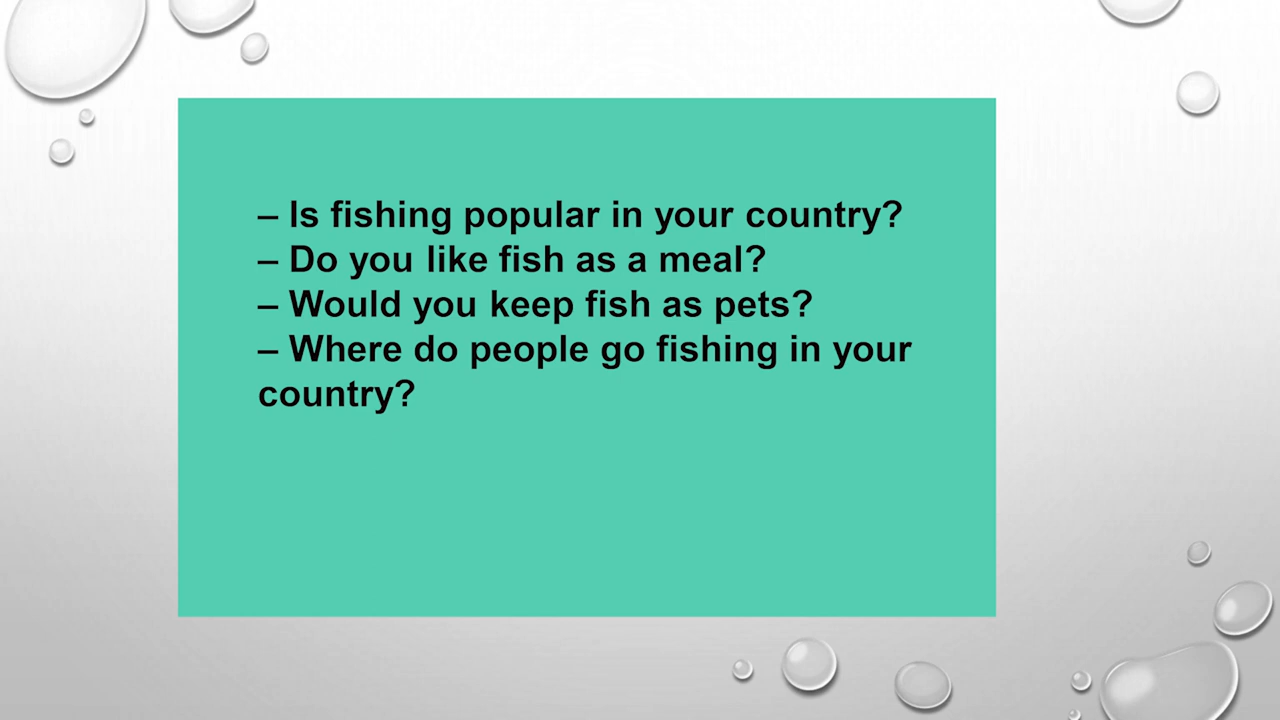 – Is fishing popular in your country?
– Do you like fish as a meal?
– Would you keep fish as pets?
– Where do people go fishing in your
country?